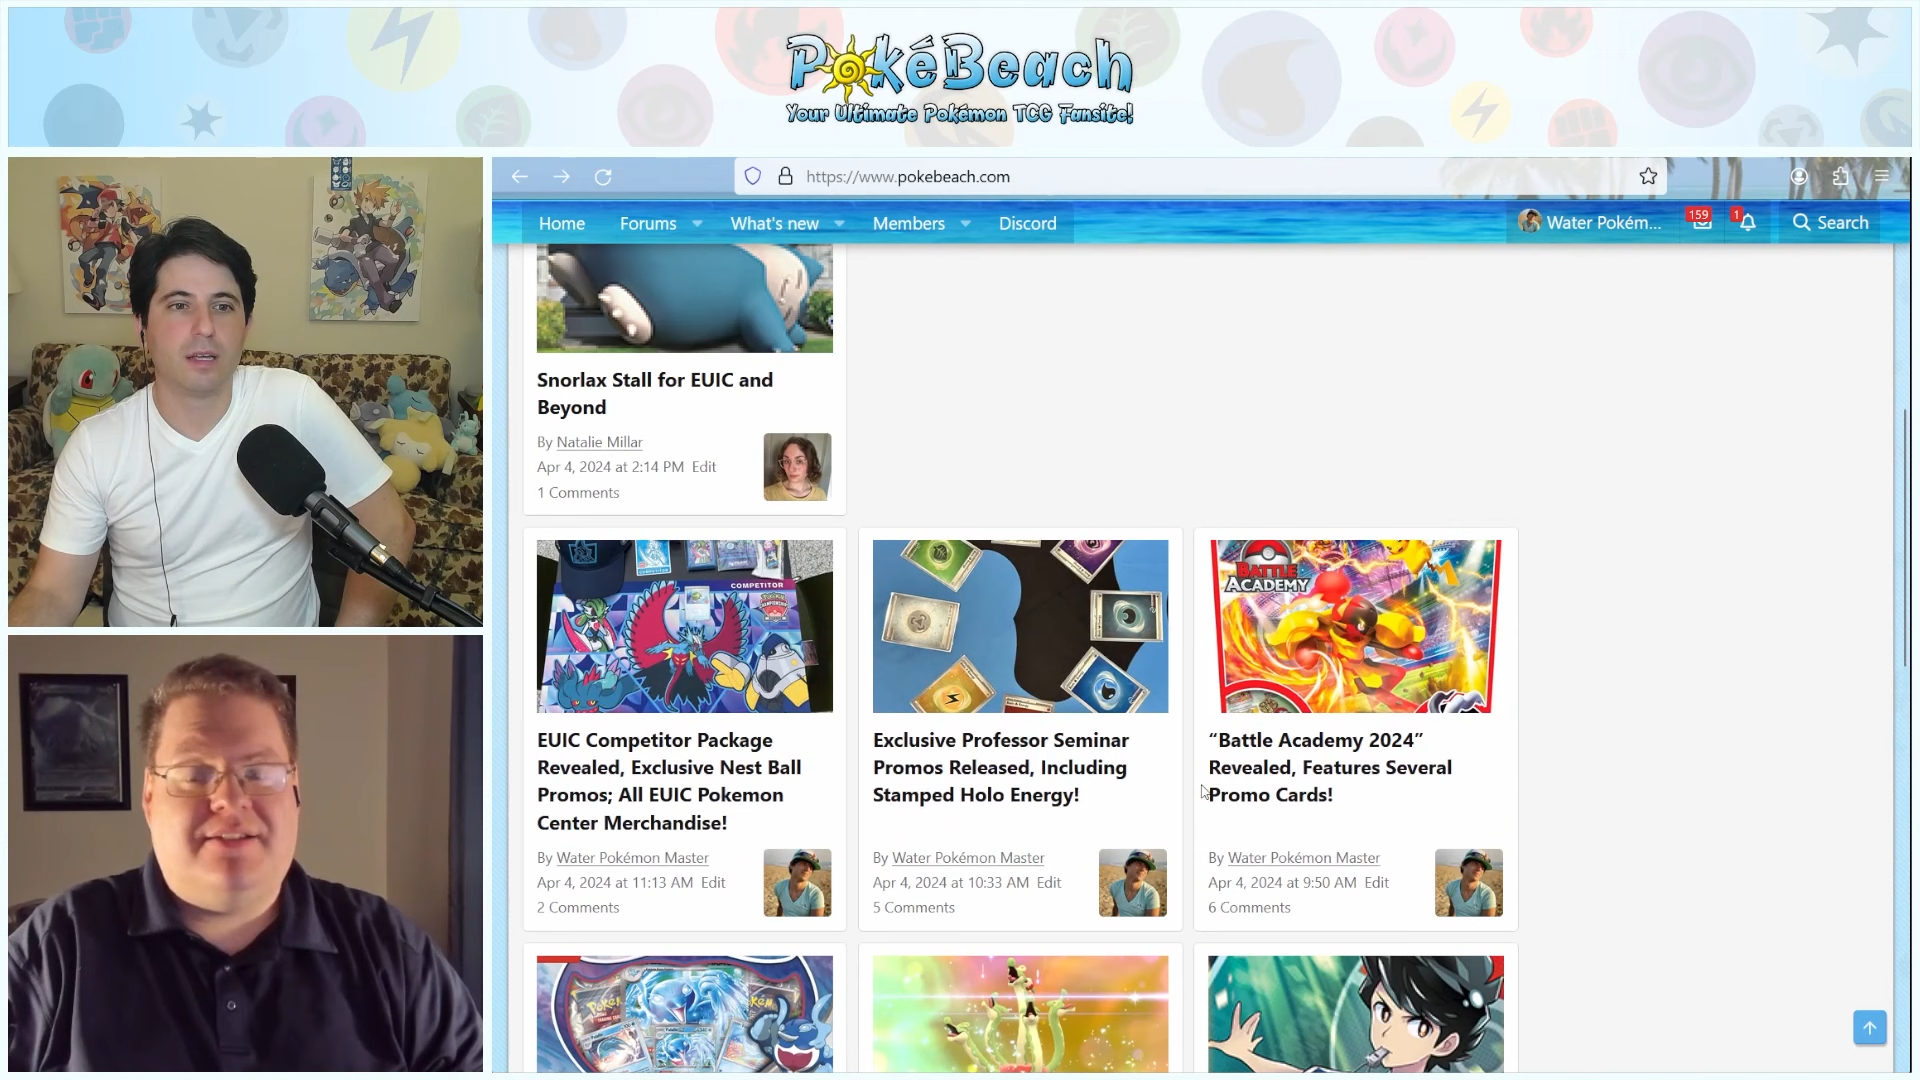 PokéBeach
Your Ultimate Pokémon TCG Fansite!
https://www.pokebeach.com
Home
Forums
What's new
Members
Discord
Water Pokém...
159
1
Search
Snorlax Stall for EUIC and
Beyond
By Natalie Millar
Apr 4, 2024 at 2:14 PM Edit
1 Comments
COMPETITOR
BATTLE
ACADEMY
EUIC Competitor Package
Revealed, Exclusive Nest Ball
Promos; All EUIC Pokemon
Center Merchandise!
By Water Pokémon Master
Apr 4, 2024 at 11:13 AM Edit
2 Comments
Exclusive Professor Seminar
Promos Released, Including
Stamped Holo Energy!
By Water Pokémon Master
Apr 4, 2024 at 10:33 AM Edit
5 Comments
“Battle Academy 2024”
Revealed, Features Several
Promo Cards!
By Water Pokémon Master
Apr 4, 2024 at 9:50 AM Edit
6 Comments